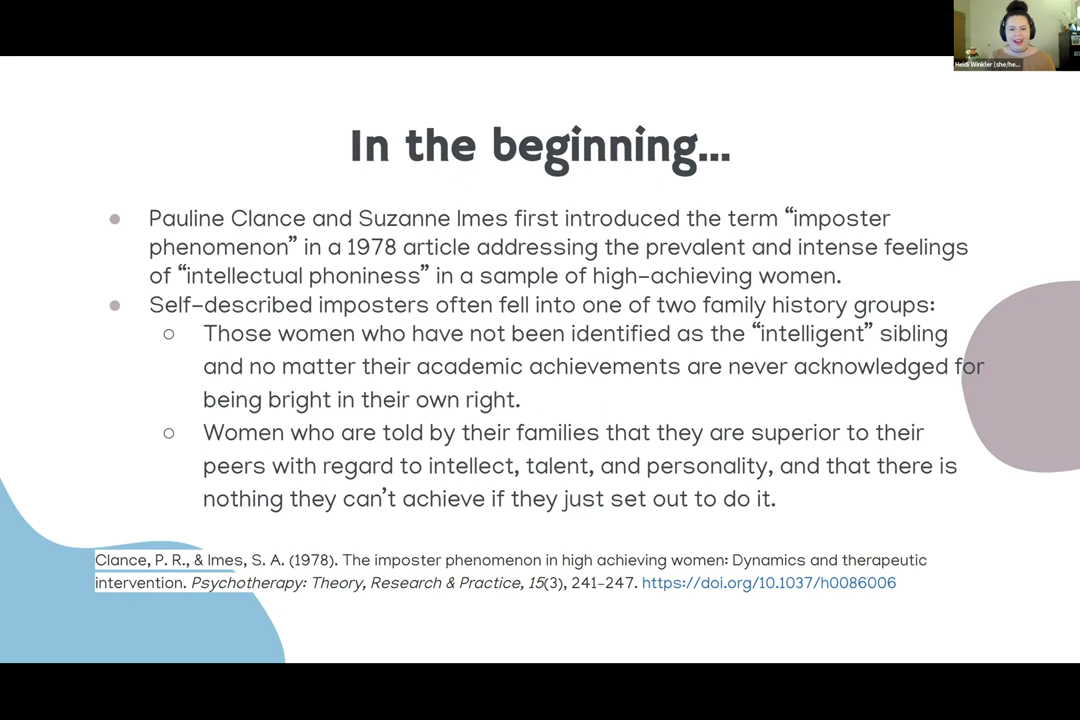 Heidi Winkler (she/he...
In the beginning...
● Pauline Clance and Suzanne Imes first introduced the term “imposter
phenomenon” in a 1978 article addressing the prevalent and intense feelings
of “intellectual phoniness” in a sample of high-achieving women.
● Self-described imposters often fell into one of two family history groups:
○ Those women who have not been identified as the “intelligent” sibling
and no matter their academic achievements are never acknowledged for
being bright in their own right.
○ Women who are told by their families that they are superior to their
peers with regard to intellect, talent, and personality, and that there is
nothing they can’t achieve if they just set out to do it.
Clance, P. R., & Imes, S. A. (1978). The imposter phenomenon in high achieving women: Dynamics and therapeutic
intervention. Psychotherapy: Theory, Research & Practice, 15(3), 241-247. https://doi.org/10.1037/h0086006